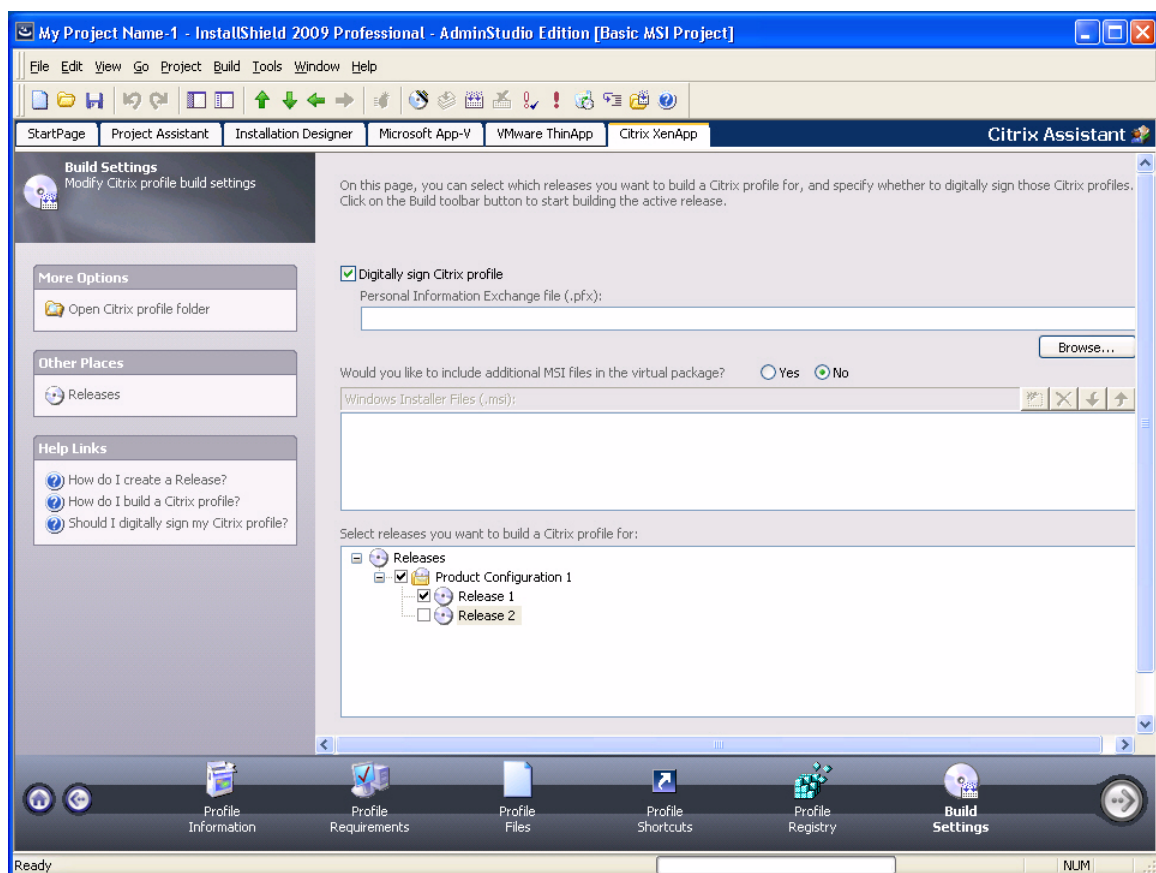 My Project Name-1 - InstallShield 2009 Professional - AdminStudio Edition [Basic MSI Project]
File Edit View Go Project Build Tools Window Help
StartPage Project Assistant Installation Designer Microsoft App-V VMware ThinApp Citrix XenApp Citrix Assistant
Build Settings
Modify Citrix profile build settings
On this page, you can select which releases you want to build a Citrix profile for, and specify whether to digitally sign those Citrix profiles.
Click on the Build toolbar button to start building the active release.
More Options
Open Citrix profile folder
Other Places
Releases
Help Links
How do I create a Release?
How do I build a Citrix profile?
Should I digitally sign my Citrix profile?
Digitally sign Citrix profile
Personal Information Exchange file (.pfx):
Browse...
Would you like to include additional MSI files in the virtual package? Yes No
Windows Installer Files (.msi):
Select releases you want to build a Citrix profile for:
Releases
Product Configuration 1
Release 1
Release 2
Profile Information
Profile Requirements
Profile Files
Profile Shortcuts
Profile Registry
Build Settings
Ready NUM